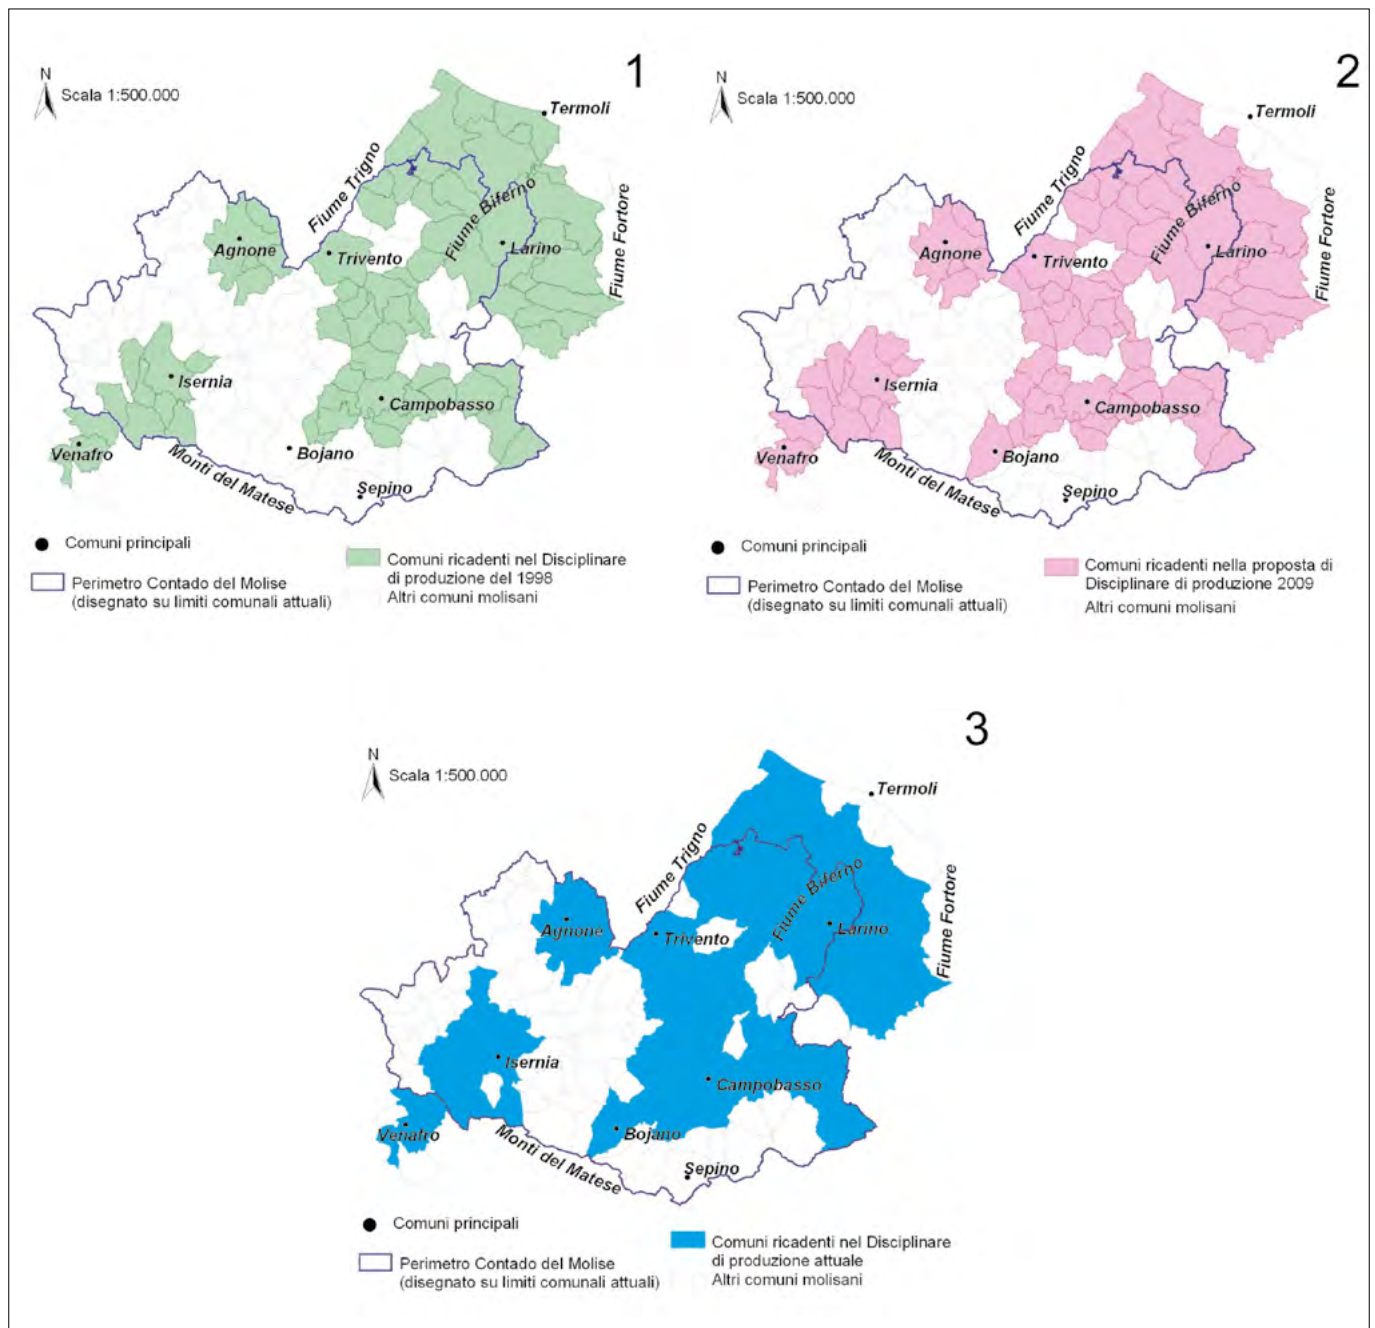 1
N
Scala 1:500.000
Termoli
Fiume Trigno
Fiume Biferno
Fiume Fortore
Agnone
Trivento
Larino
Isernia
Campobasso
Venafro
Bojano
Monti del Matese
Sepino
Comuni principali
Perimetro Contado del Molise
(disegnato su limiti comunali attuali)
Comuni ricadenti nel Disciplinare
di produzione del 1998
Altri comuni molisani
2
N
Scala 1:500.000
Termoli
Fiume Trigno
Fiume Biferno
Fiume Fortore
Agnone
Trivento
Larino
Isernia
Campobasso
Venafro
Bojano
Monti del Matese
Sepino
Comuni principali
Perimetro Contado del Molise
(disegnato su limiti comunali attuali)
Comuni ricadenti nella proposta di
Disciplinare di produzione 2009
Altri comuni molisani
3
N
Scala 1:500.000
Termoli
Fiume Trigno
Fiume Biferno
Fiume Fortore
Agnone
Trivento
Larino
Isernia
Campobasso
Venafro
Bojano
Monti del Matese
Sepino
Comuni principali
Perimetro Contado del Molise
(disegnato su limiti comunali attuali)
Comuni ricadenti nel Disciplinare
di produzione attuale
Altri comuni molisani